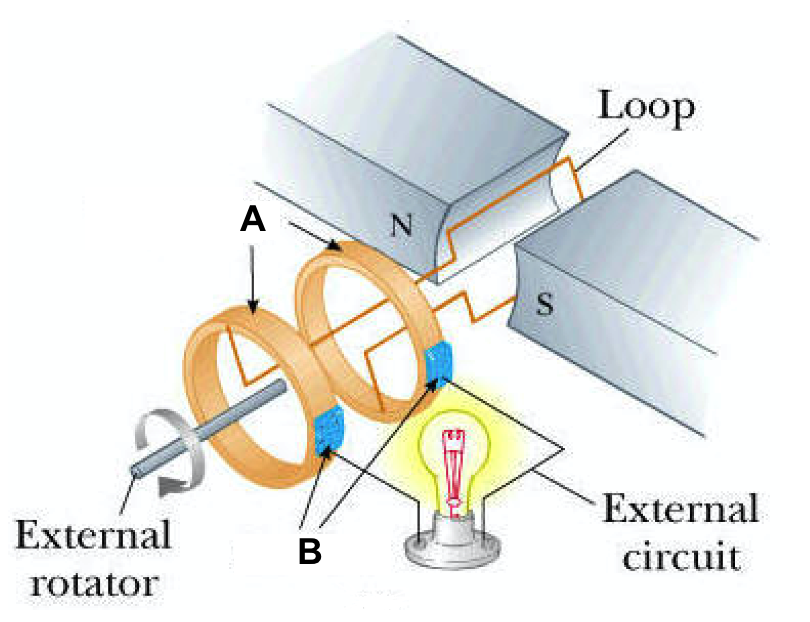 Loop
A
N
S
External
rotator
B
External
circuit